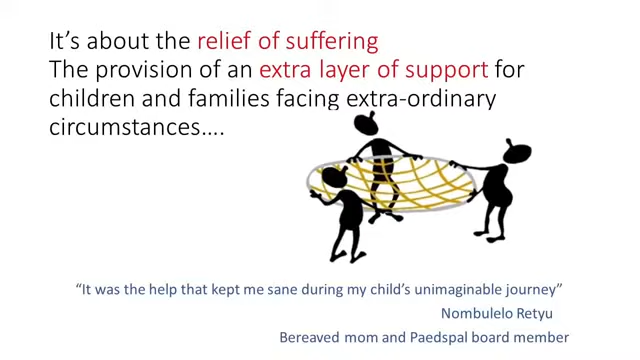 It's about the relief of suffering
The provision of an extra layer of support for
children and families facing extra-ordinary
circumstances....
"It was the help that kept me sane during my child's unimaginable journey"
Nombulelo Retyu
Bereaved mom and Paedspal board member